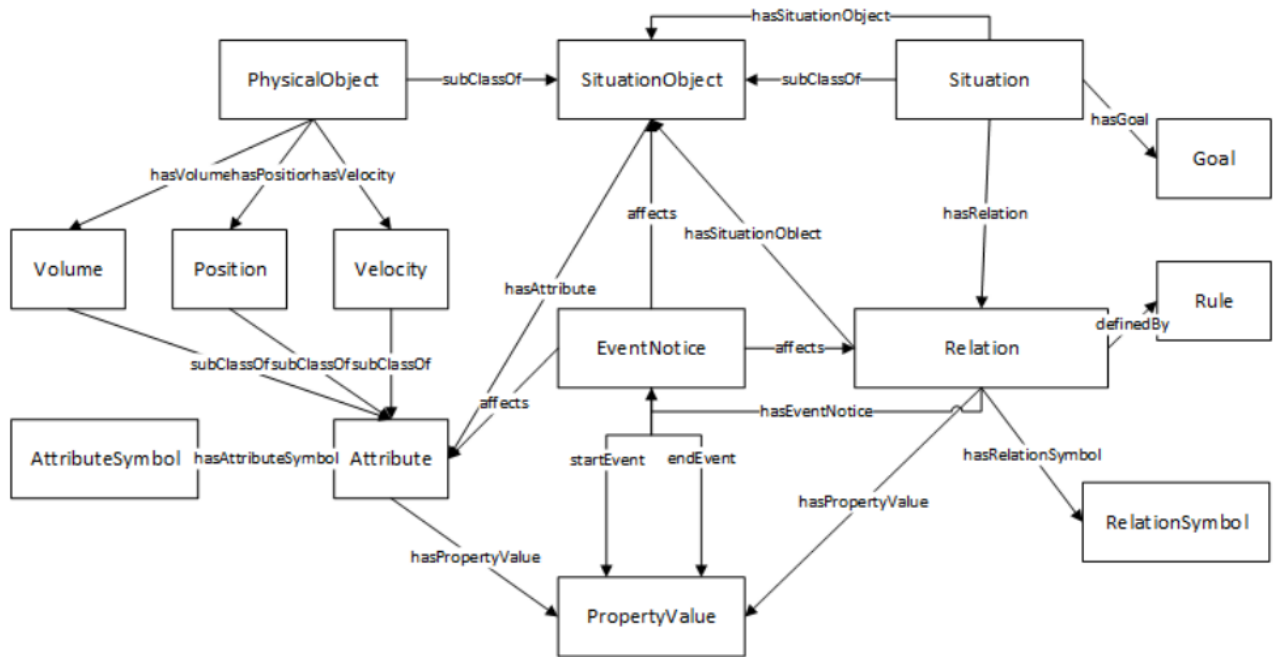 hasSituationObject
PhysicalObject
subClassOf
SituationObject
subClassOf
Situation
hasGoal
Goal
hasVolumehasPositionhasVelocity
affects
hasRelation
hasSituationOblect
Volume
Position
Velocity
hasAttribute
Rule
definedBy
EventNotice
affects
Relation
subClassOfsubClassOfsubClassOf
affects
hasEventNotice
AttributeSymbol
hasAttributeSymbol
Attribute
startEvent
endEvent
hasRelationSymbol
hasPropertyValue
RelationSymbol
hasPropertyValue
PropertyValue